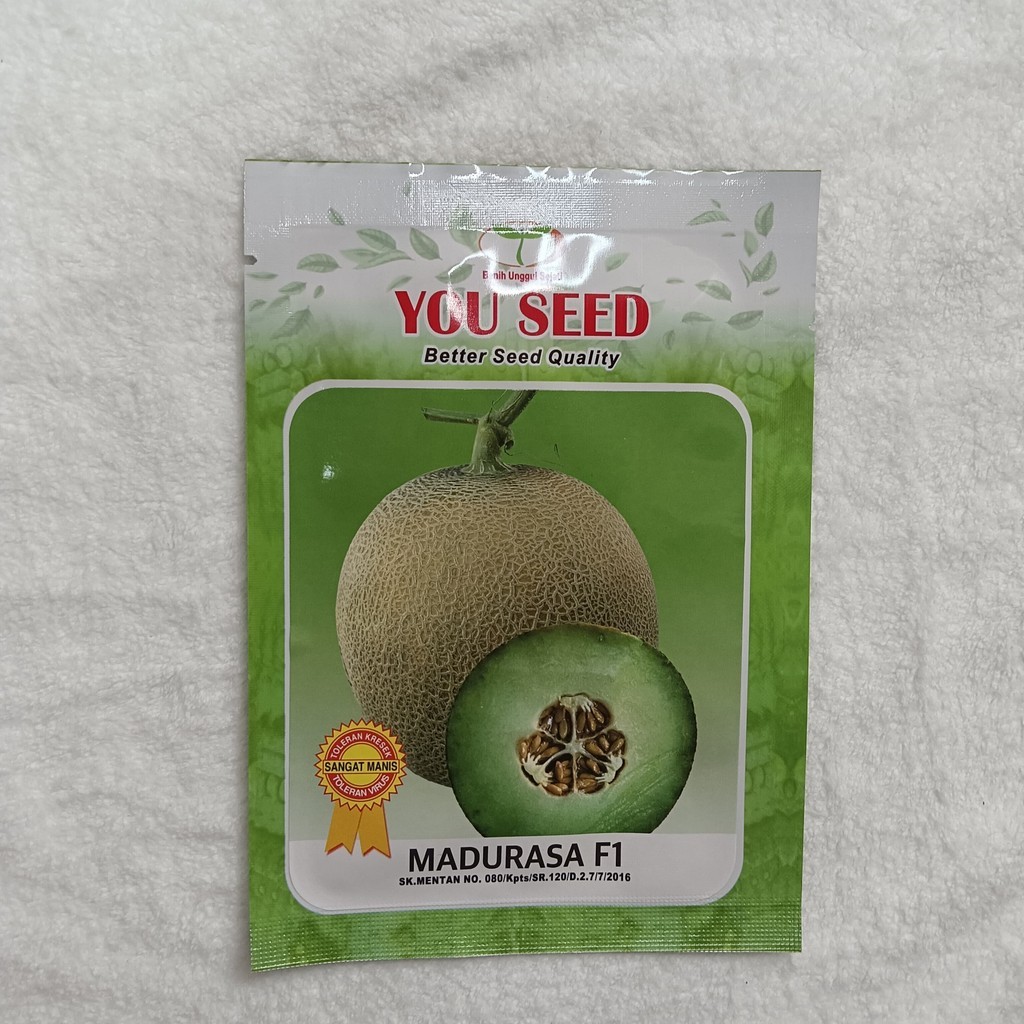 Benih Unggul Sejati
YOU SEED
Better Seed Quality
TOLERAN KRESEK
SANGAT MANIS
TOLERAN VIRUS
MADURASA F1
SK.MENTAN NO. 080/Kpts/SR.120/D.2.7/7/2016